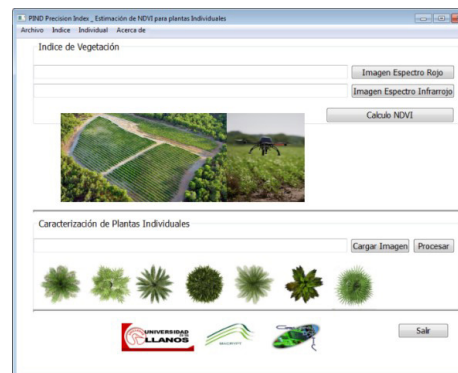 PIND Precision Index _ Estimación de NDVI para plantas Individuales
Archivo Indice Individual Acerca de
Indice de Vegetación
Imagen Espectro Rojo
Imagen Espectro Infrarrojo
Calculo NDVI
Caracterización de Plantas Individuales
Cargar Imagen Procesar
UNIVERSIDAD
DE LOS
LLANOS
Salir